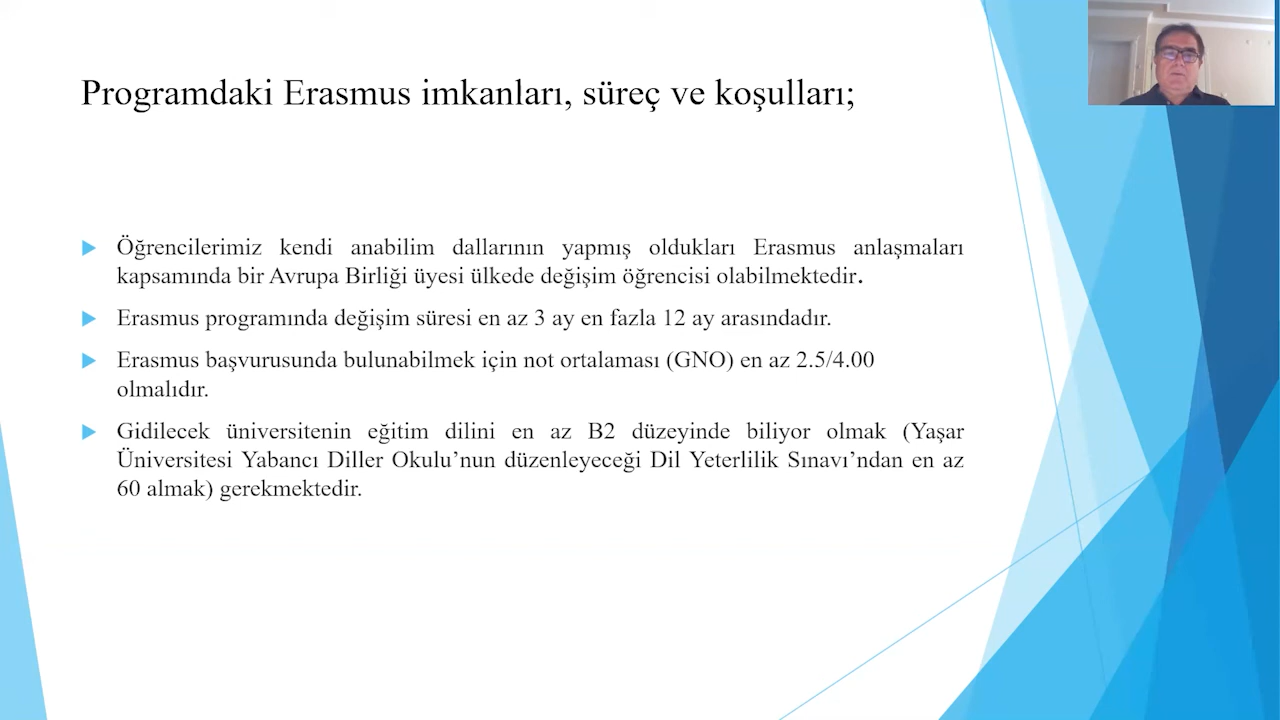 Programdaki Erasmus imkanları, süreç ve koşulları;
Öğrencilerimiz kendi anabilim dallarının yapmış oldukları Erasmus anlaşmaları
kapsamında bir Avrupa Birliği üyesi ülkede değişim öğrencisi olabilmektedir.
Erasmus programında değişim süresi en az 3 ay en fazla 12 ay arasındadır.
Erasmus başvurusunda bulunabilmek için not ortalaması (GNO) en az 2.5/4.00
olmalıdır.
Gidilecek üniversitenin eğitim dilini en az B2 düzeyinde biliyor olmak (Yaşar
Üniversitesi Yabancı Diller Okulu’nun düzenleyeceği Dil Yeterlilik Sınavı’ndan en az
60 almak) gerekmektedir.